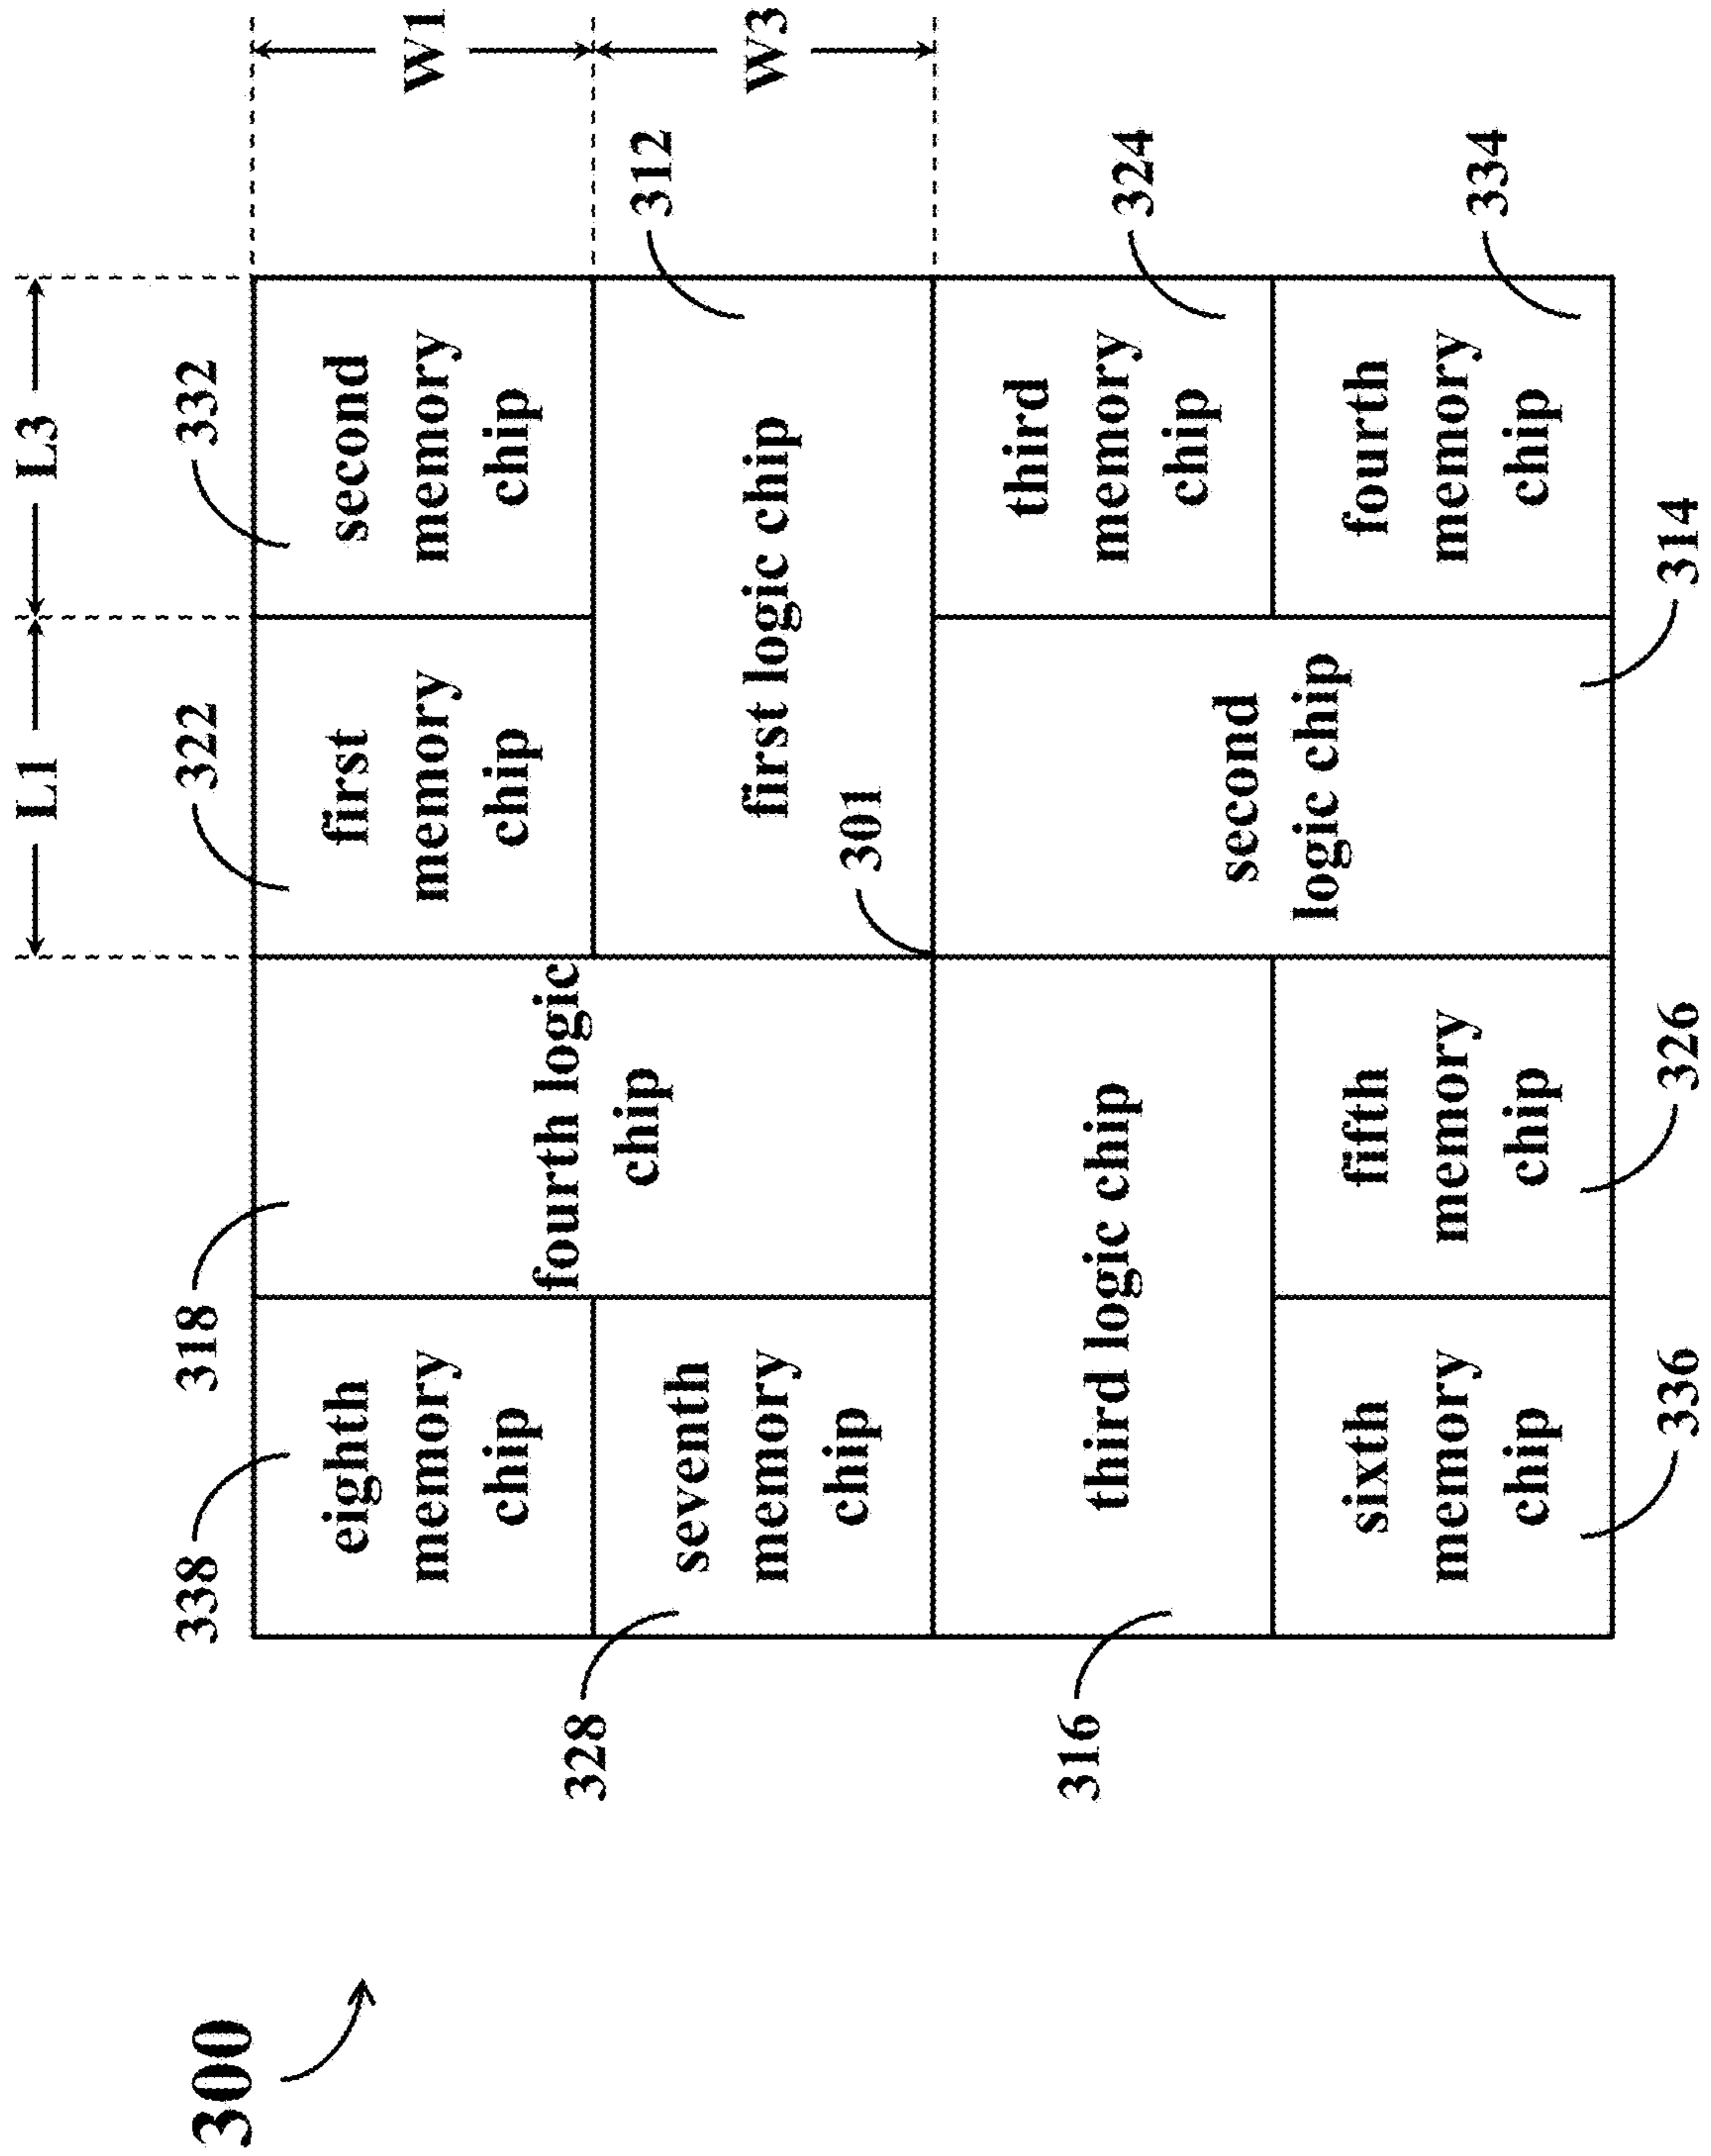 L1
L3
300
338
318
322
332
eighth
memory
chip
fourth logic
chip
first
memory
chip
second
memory
chip
W1
328
seventh
memory
chip
first logic chip
312
W3
301
316
third logic chip
second
logic chip
third
memory
chip
324
sixth
memory
chip
fifth
memory
chip
fourth
memory
chip
334
336
326
314